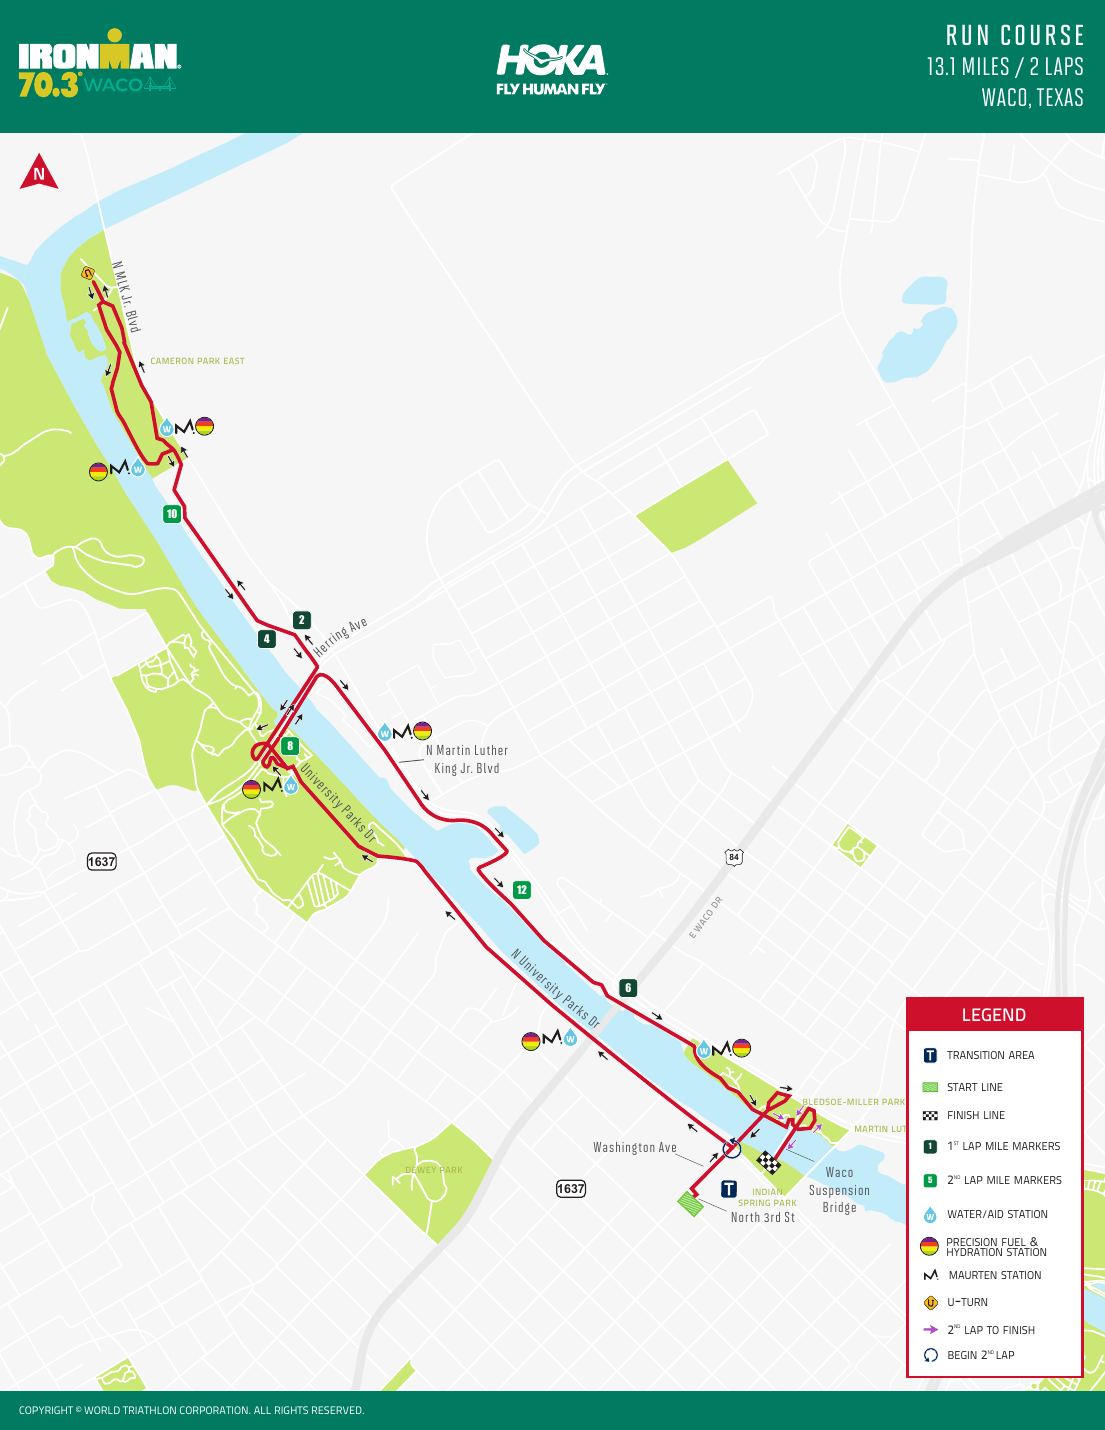 IRONMAN
70.3 WACO
HOKA
FLY HUMAN FLY
RUN COURSE
13.1 MILES / 2 LAPS
WACO, TEXAS
N
N MLK Jr. Blvd
CAMERON PARK EAST
W
W
10
2
4
Herring Ave
8
W
W
N Martin Luther
King Jr. Blvd
W
University Parks Dr
1637
84
12
E WACO DR
N University Parks Dr
6
W
W
BLEDSOE-MILLER PARK
MARTIN LUT
Washington Ave
DEWEY PARK
1637
T
INDIAN
SPRING PARK
North 3rd St
Waco
Suspension
Bridge
LEGEND
T TRANSITION AREA
START LINE
FINISH LINE
1 1ST LAP MILE MARKERS
5 2ND LAP MILE MARKERS
W WATER/AID STATION
PRECISION FUEL &
HYDRATION STATION
M. MAURTEN STATION
U-TURN
2ND LAP TO FINISH
BEGIN 2ND LAP
COPYRIGHT © WORLD TRIATHLON CORPORATION. ALL RIGHTS RESERVED.